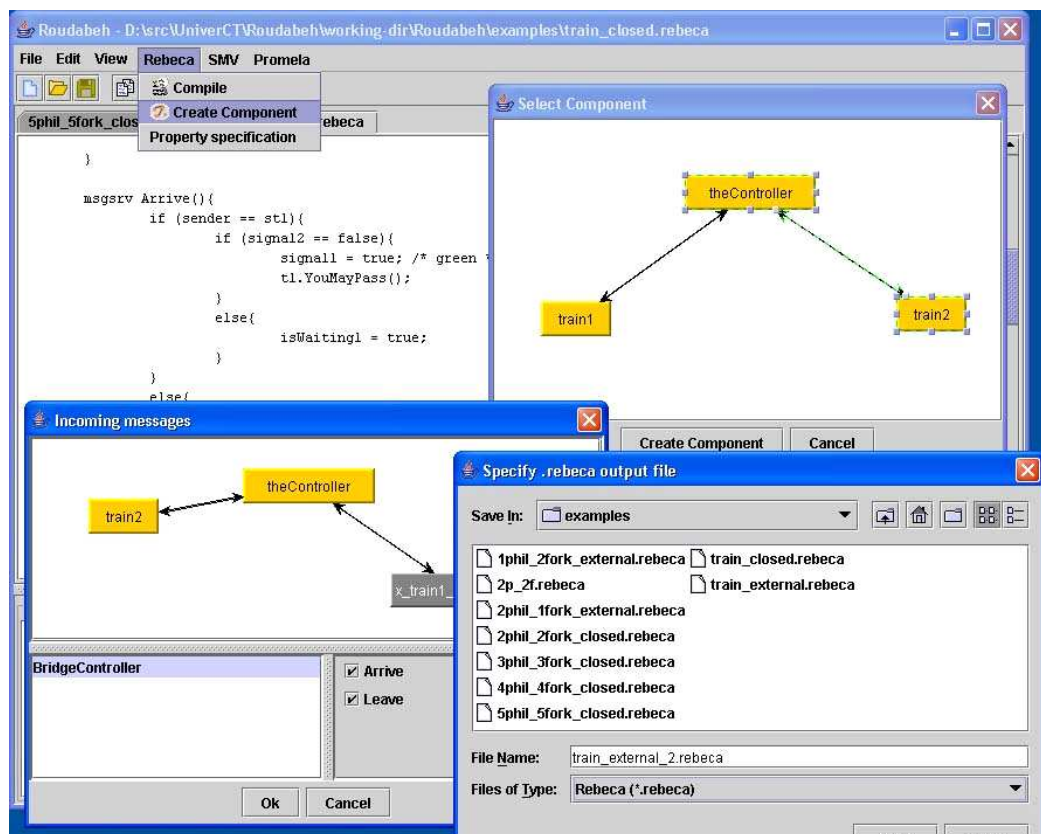 Roudabeh - D:\src\UniverCT\Roudabeh\working-dir\Roudabeh\examples\train_closed.rebeca
File Edit View Rebeca SMV Promela
Compile
Create Component
Property specification
5phil_5fork_clos
ebeca
}
msgsrv Arrive(){
if (sender == st1){
if (signal2 == false){
signal1 = true; /* green
t1.YouMayPass();
}
else{
isWaiting1 = true;
}
}
else{
Select Component
theController
train1
train2
Create Component
Cancel
Incoming messages
theController
train2
x_train1_
BridgeController
Arrive
Leave
Ok
Cancel
Specify .rebeca output file
Save In: examples
1phil_2fork_external.rebeca train_closed.rebeca
2p_2f.rebeca train_external.rebeca
2phil_1fork_external.rebeca
2phil_2fork_closed.rebeca
3phil_3fork_closed.rebeca
4phil_4fork_closed.rebeca
5phil_5fork_closed.rebeca
File Name: train_external_2.rebeca
Files of Type: Rebeca (*.rebeca)